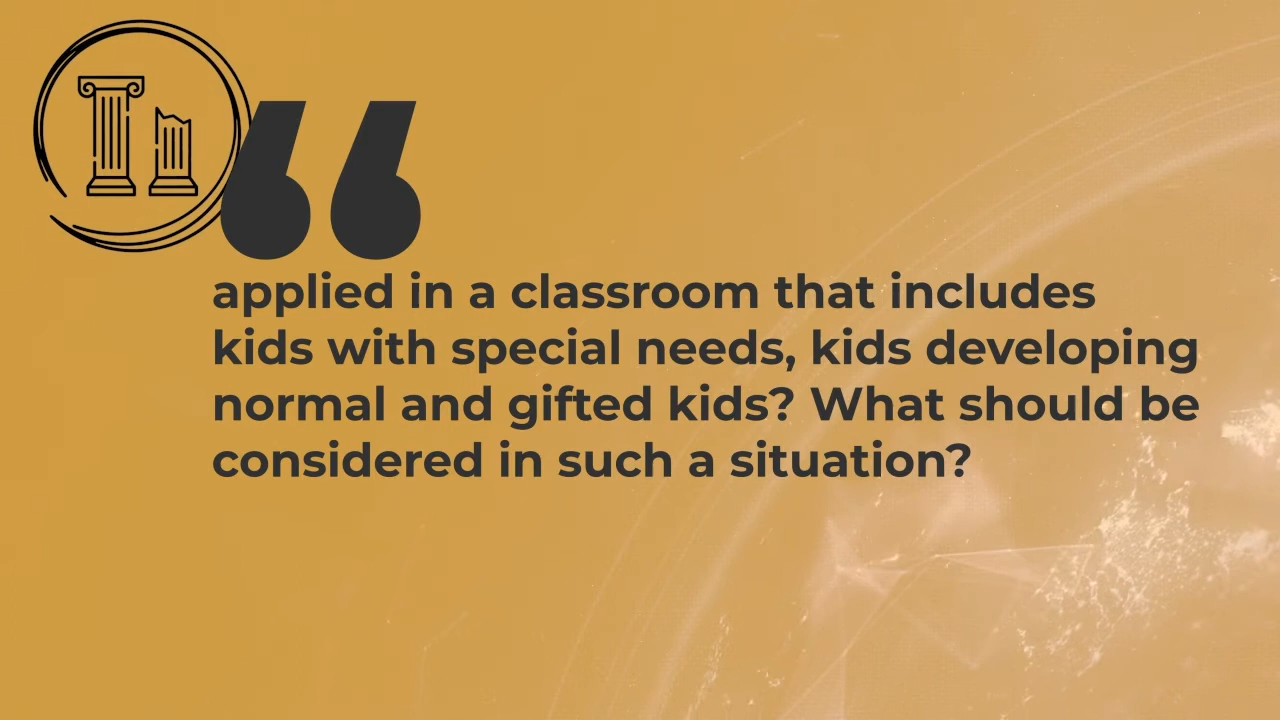 “
applied in a classroom that includes
kids with special needs, kids developing
normal and gifted kids? What should be
considered in such a situation?